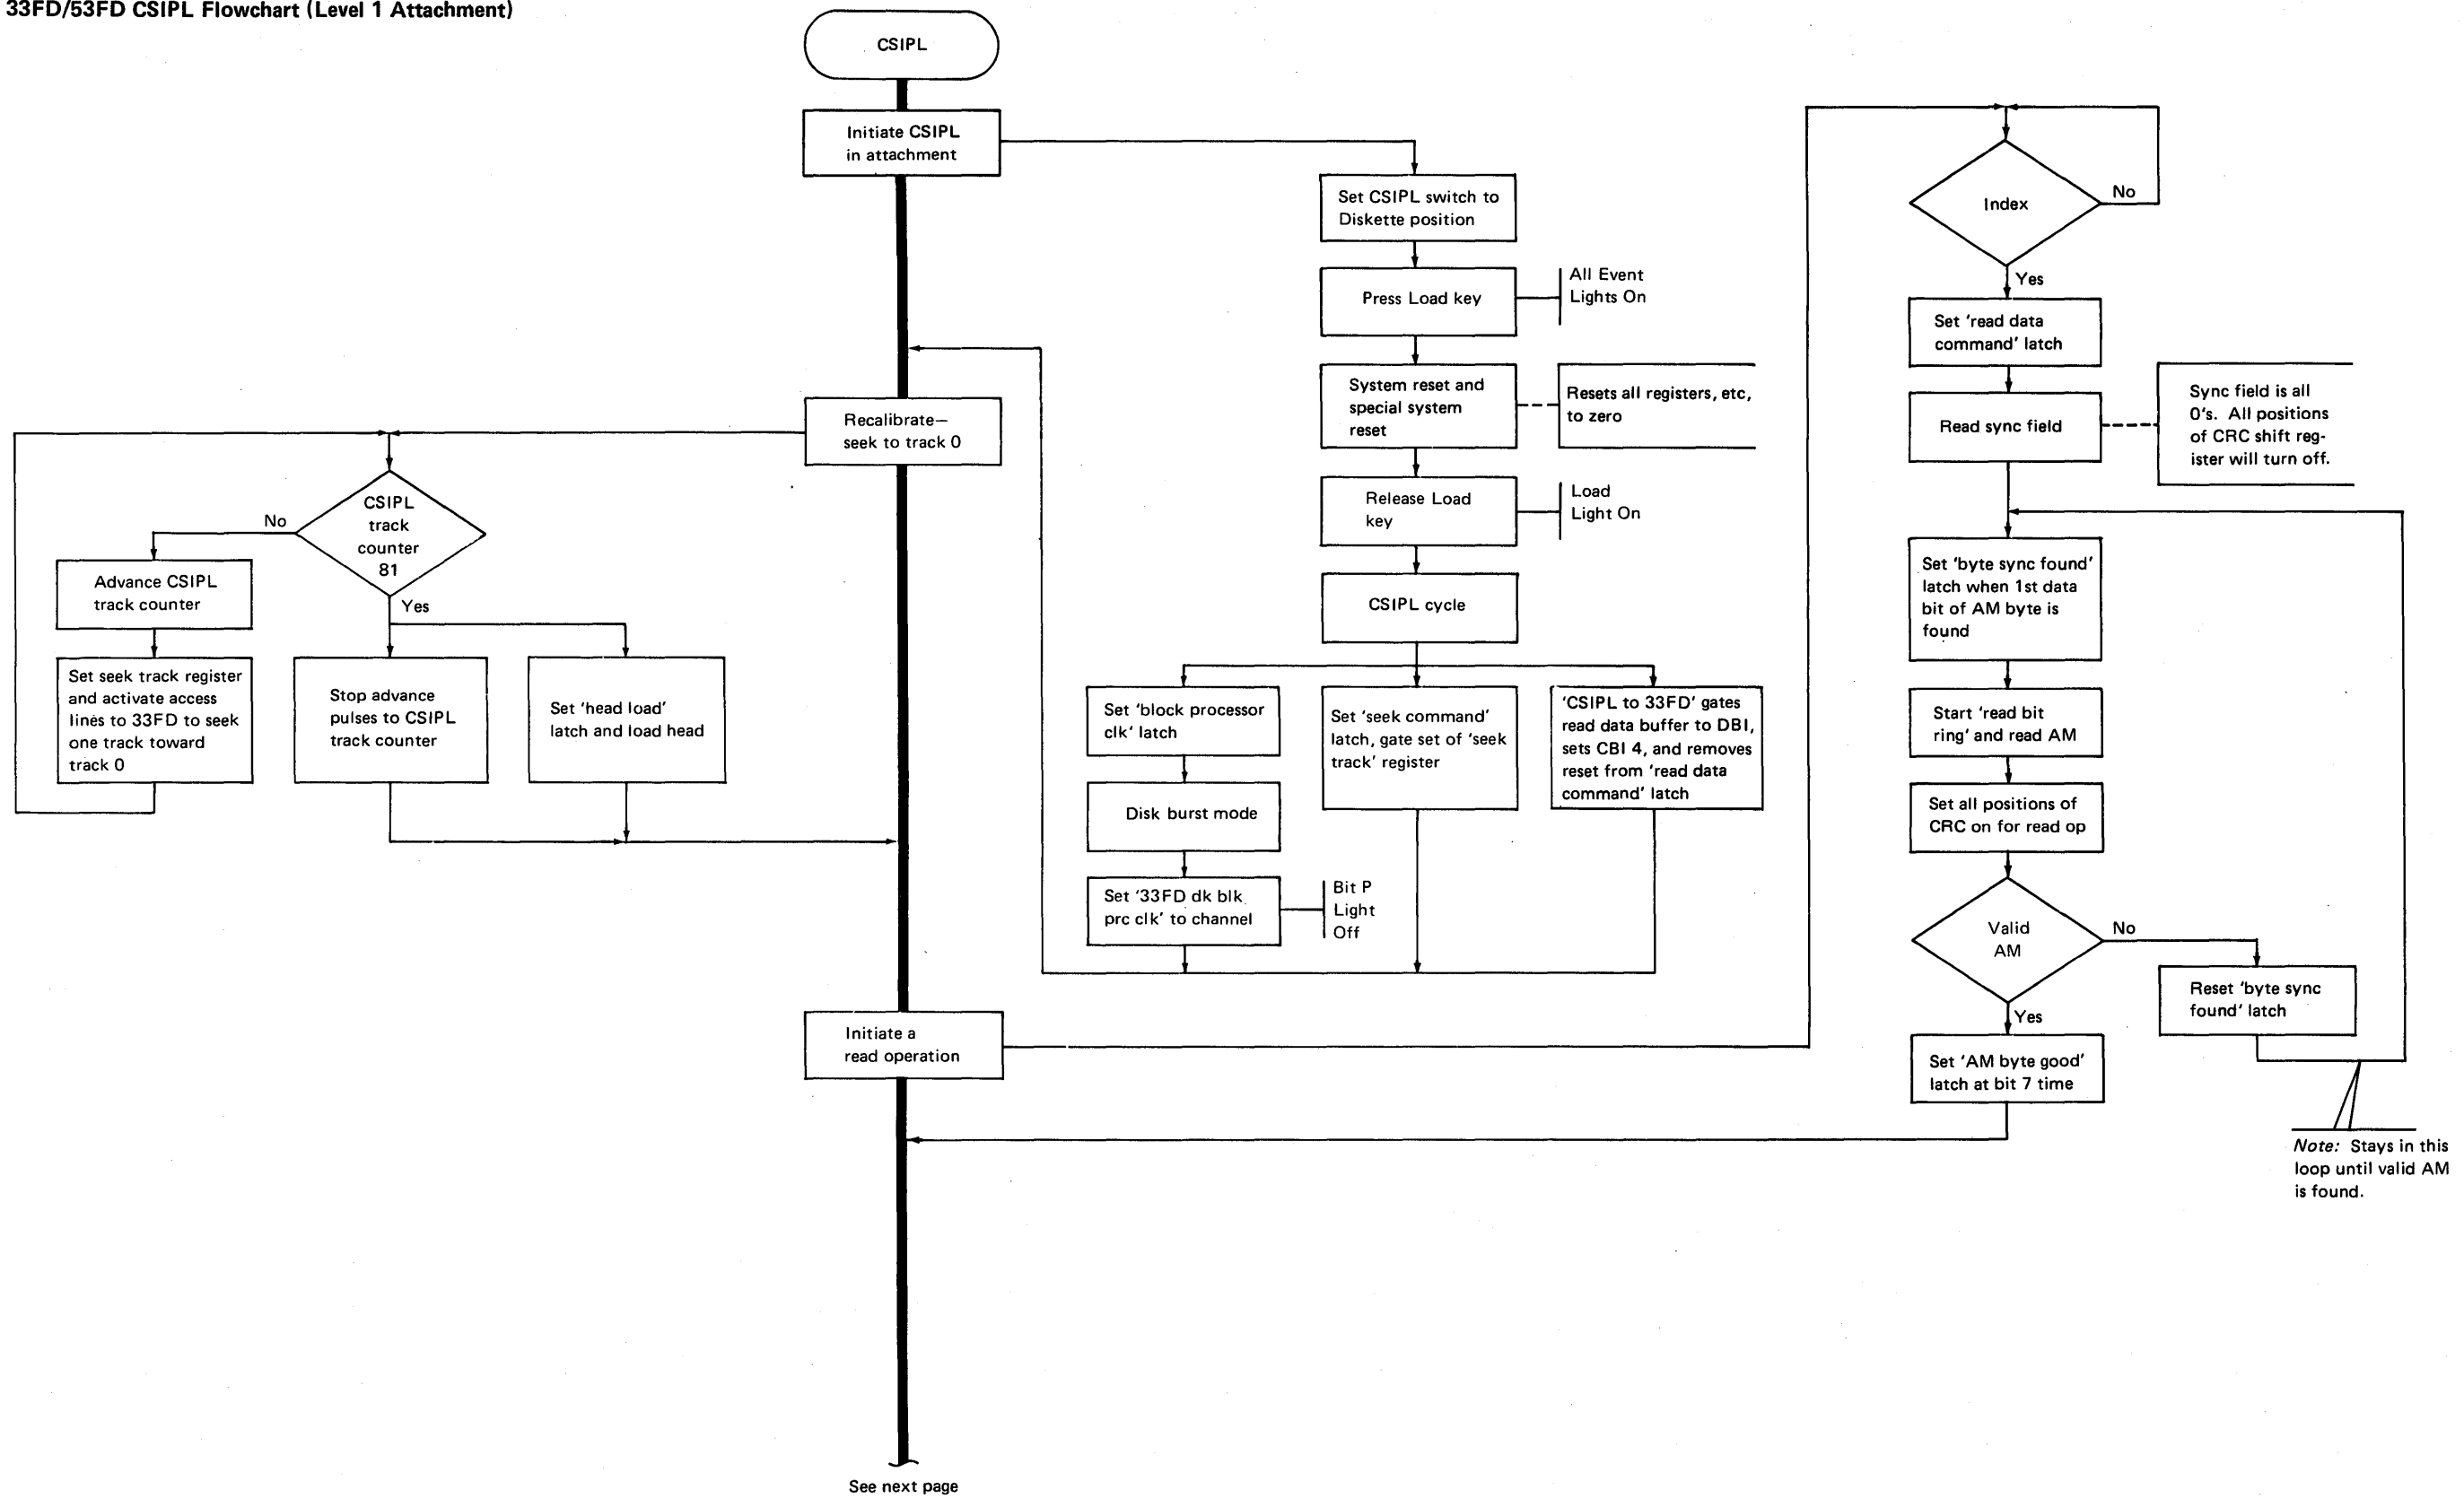 33FD/53FD CSIPL Flowchart (Level 1 Attachment)
CSIPL
Initiate CSIPL
in attachment
Recalibrate—
seek to track 0
CSIPL
track
counter
81
No
Yes
Advance CSIPL
track counter
Set seek track register
and activate access
lines to 33FD to seek
one track toward
track 0
Stop advance
pulses to CSIPL
track counter
Set 'head load'
latch and load head
Set CSIPL switch to
Diskette position
Press Load key
All Event
Lights On
System reset and
special system
reset
Resets all registers, etc,
to zero
Release Load
key
Load
Light On
CSIPL cycle
Set 'block processor
clk' latch
Disk burst mode
Set '33FD dk blk
prc clk' to channel
Bit P
Light
Off
Set 'seek command'
latch, gate set of 'seek
track' register
'CSIPL to 33FD' gates
read data buffer to DBI,
sets CBI 4, and removes
reset from 'read data
command' latch
Initiate a
read operation
Index
No
Yes
Set 'read data
command' latch
Read sync field
Sync field is all
0's. All positions
of CRC shift reg-
ister will turn off.
Set 'byte sync found'
latch when 1st data
bit of AM byte is
found
Start 'read bit
ring' and read AM
Set all positions of
CRC on for read op
Valid
AM
No
Yes
Reset 'byte sync
found' latch
Set 'AM byte good'
latch at bit 7 time
Note: Stays in this
loop until valid AM
is found.
See next page